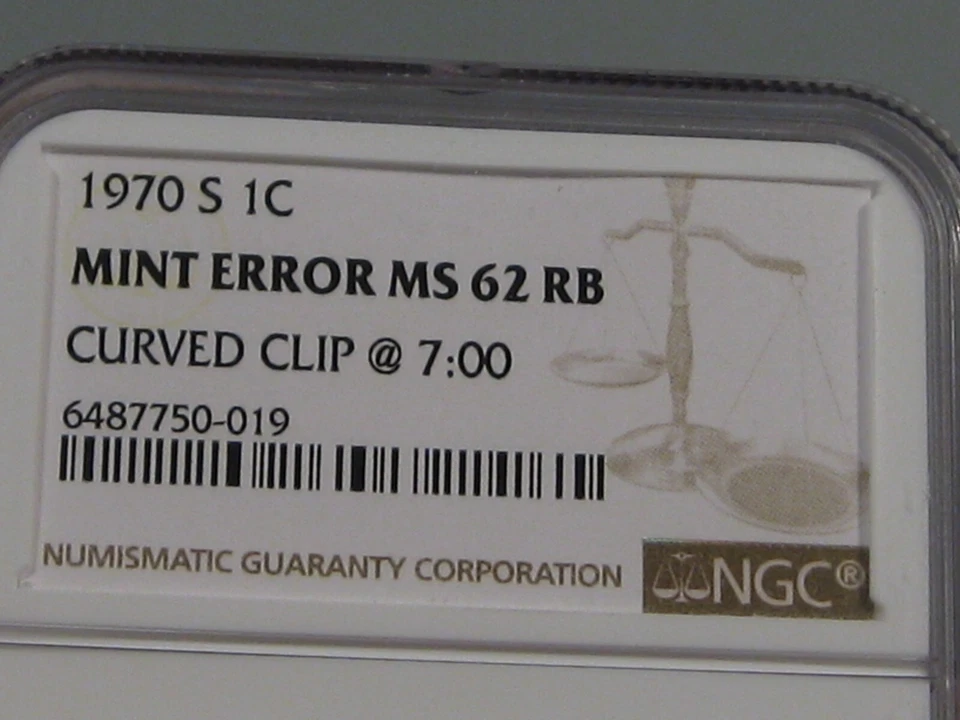 1970 S 1C
MINT ERROR MS 62 RB
CURVED CLIP @ 7:00
6487750-019
NUMISMATIC GUARANTY CORPORATION
NGC®